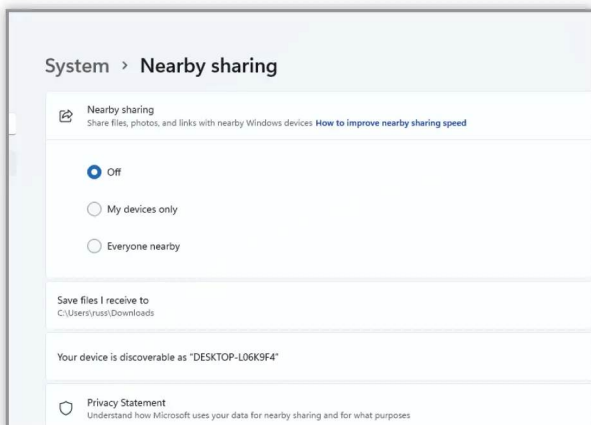 System > Nearby sharing
Nearby sharing
Share files, photos, and links with nearby Windows devices How to improve nearby sharing speed
Off
My devices only
Everyone nearby
Save files I receive to
C:\Users\russ\Downloads
Your device is discoverable as "DESKTOP-L06K9F4"
Privacy Statement
Understand how Microsoft uses your data for nearby sharing and for what purposes